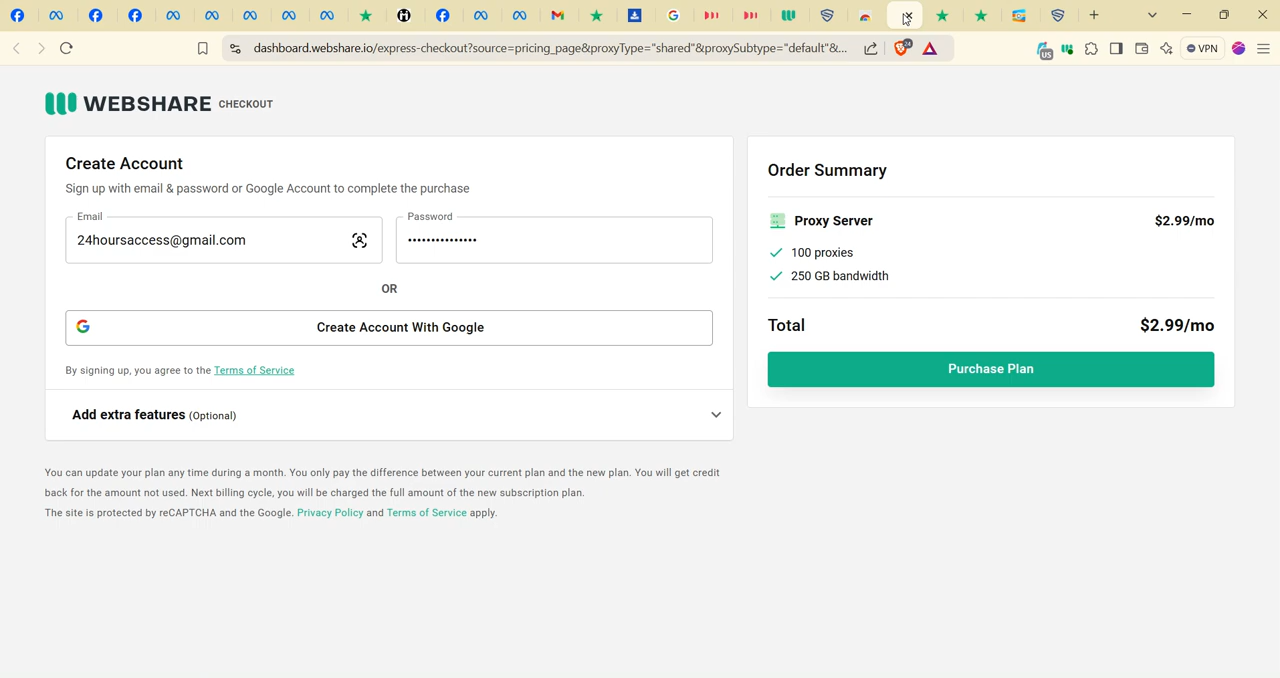 dashboard.webshare.io/express-checkout?source=pricing_page&proxyType="shared"&proxySubtype="default"&...
24
US
VPN
WEBSHARE CHECKOUT
Create Account
Sign up with email & password or Google Account to complete the purchase
Email
24hoursaccess@gmail.com
Password
•••••••••••••••
OR
Create Account With Google
By signing up, you agree to the Terms of Service
Add extra features (Optional)
You can update your plan any time during a month. You only pay the difference between your current plan and the new plan. You will get credit
back for the amount not used. Next billing cycle, you will be charged the full amount of the new subscription plan.
The site is protected by reCAPTCHA and the Google. Privacy Policy and Terms of Service apply.
Order Summary
Proxy Server $2.99/mo
100 proxies
250 GB bandwidth
Total $2.99/mo
Purchase Plan